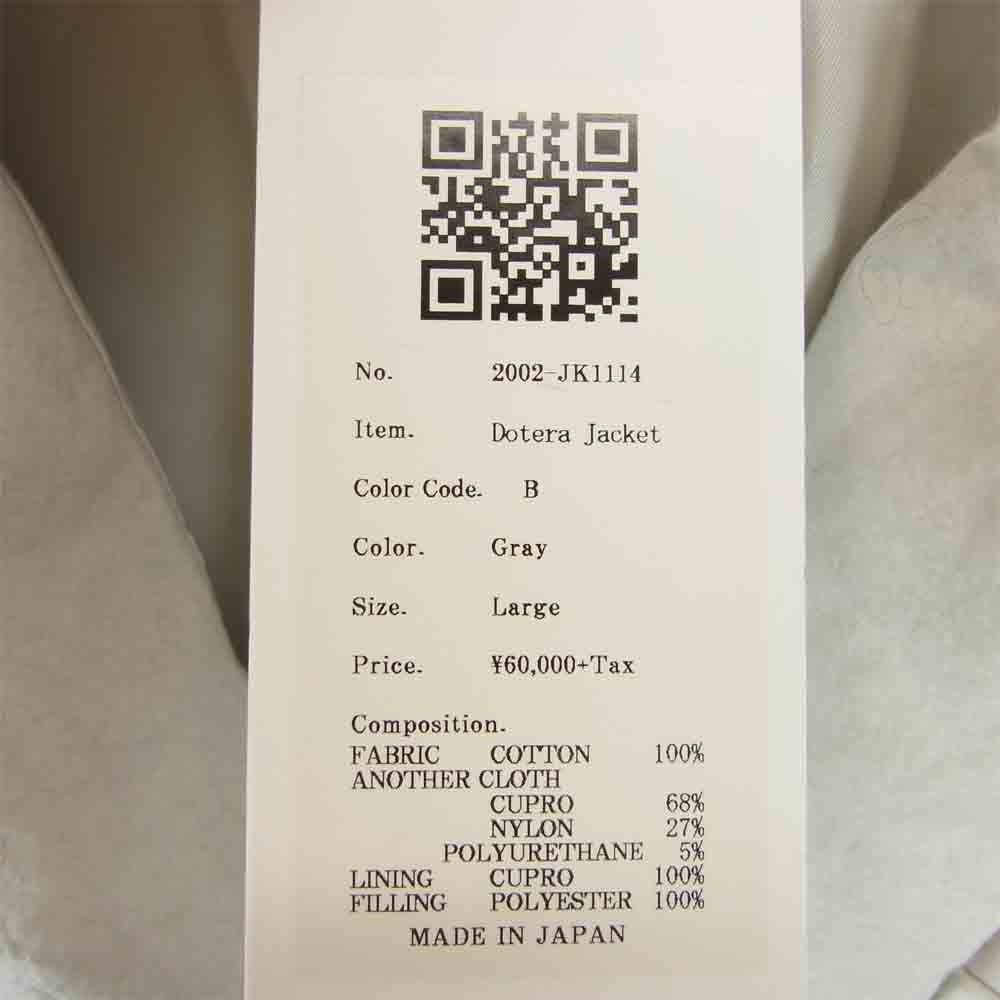 No. 2002-JK1114
Item. Dotera Jacket
Color Code. B
Color. Gray
Size. Large
Price. ¥60,000+Tax
Composition.
FABRIC COTTON 100%
ANOTHER CLOTH
CUPRO 68%
NYLON 27%
POLYURETHANE 5%
LINING CUPRO 100%
FILLING POLYESTER 100%
MADE IN JAPAN